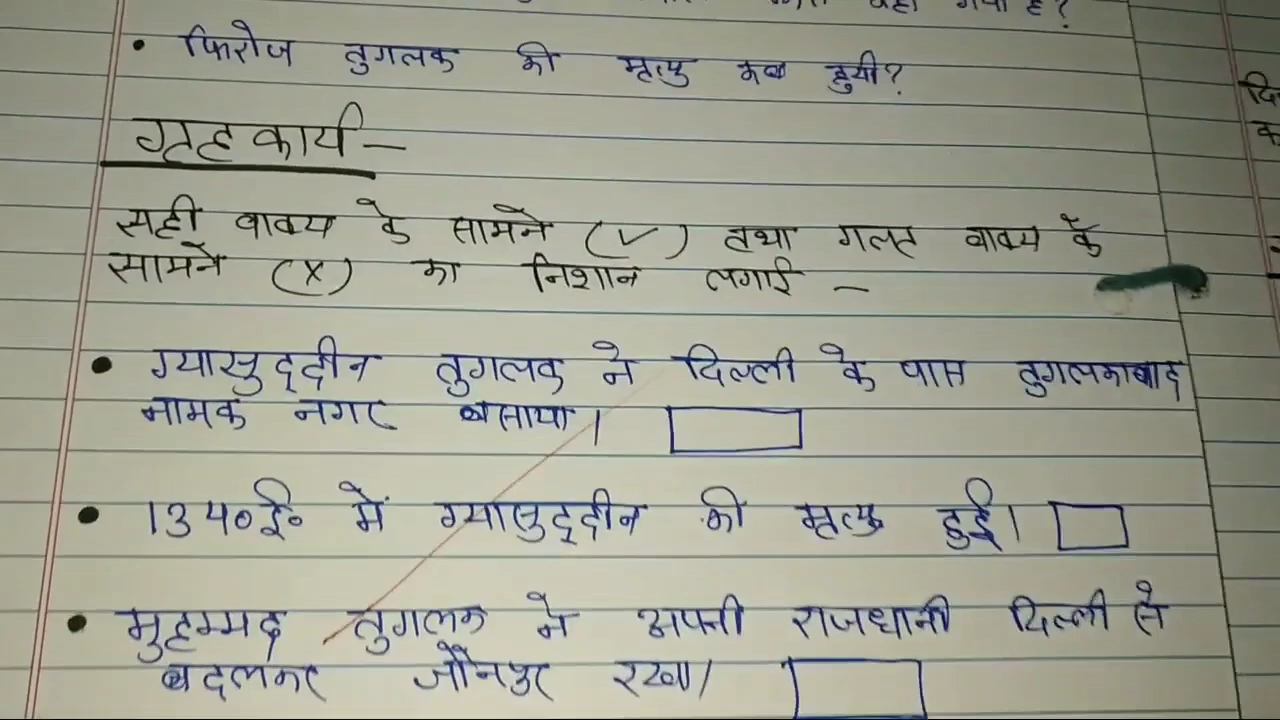 गया है?
• फिरोज तुगलक की मृत्यु कब हुयी?
गृहकार्य –
सही वाक्य के सामने (✓) तथा गलत वाक्य के
सामने (X) का निशान लगाई –
• ग्यासुद्दीन तुगलक ने दिल्ली के पास तुगलकाबाद
नामक नगर बसाया।
• 1340ई० में ग्यासुद्दीन की मृत्यु हुई।
• मुहम्मद तुगलक ने अपनी राजधानी दिल्ली से
बदलकर जौनपुर रखा।